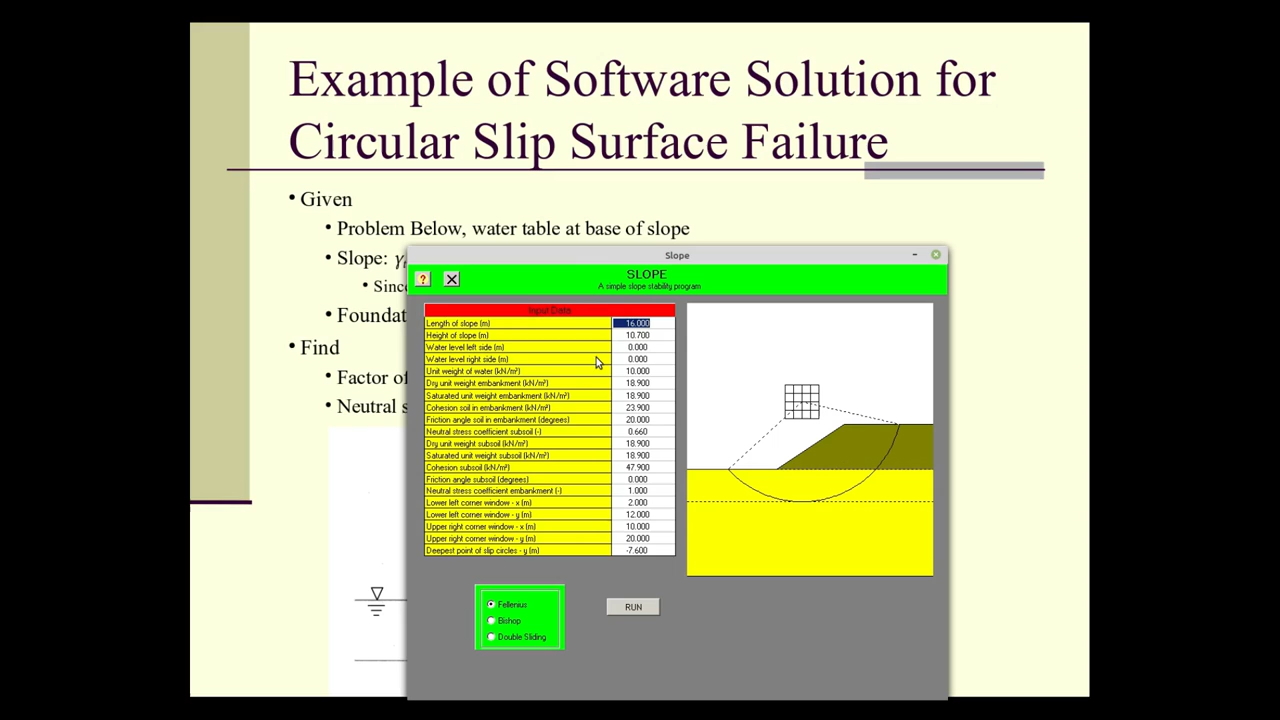 Example of Software Solution for
Circular Slip Surface Failure
• Given
• Problem Below, water table at base of slope
• Slope: γ
• Since
• Foundat
• Find
• Factor of
• Neutral s
Slope
SLOPE
A simple slope stability program
Input Data
Length of slope (m) 16.000
Height of slope (m) 10.700
Water level left side (m) 0.000
Water level right side (m) 0.000
Unit weight of water (kN/m³) 10.000
Dry unit weight embankment (kN/m³) 18.900
Saturated unit weight embankment (kN/m³) 18.900
Cohesion soil in embankment (kN/m²) 23.900
Friction angle soil in embankment (degrees) 20.000
Neutral stress coefficient subsoil (-) 0.660
Dry unit weight subsoil (kN/m³) 18.900
Saturated unit weight subsoil (kN/m³) 18.900
Cohesion subsoil (kN/m²) 47.900
Friction angle subsoil (degrees) 0.000
Neutral stress coefficient embankment (-) 1.000
Lower left corner window - x (m) 2.000
Lower left corner window - y (m) 12.000
Upper right corner window - x (m) 10.000
Upper right corner window - y (m) 20.000
Deepest point of slip circles - y (m) -7.600
Fellenius
Bishop
Double Sliding
RUN